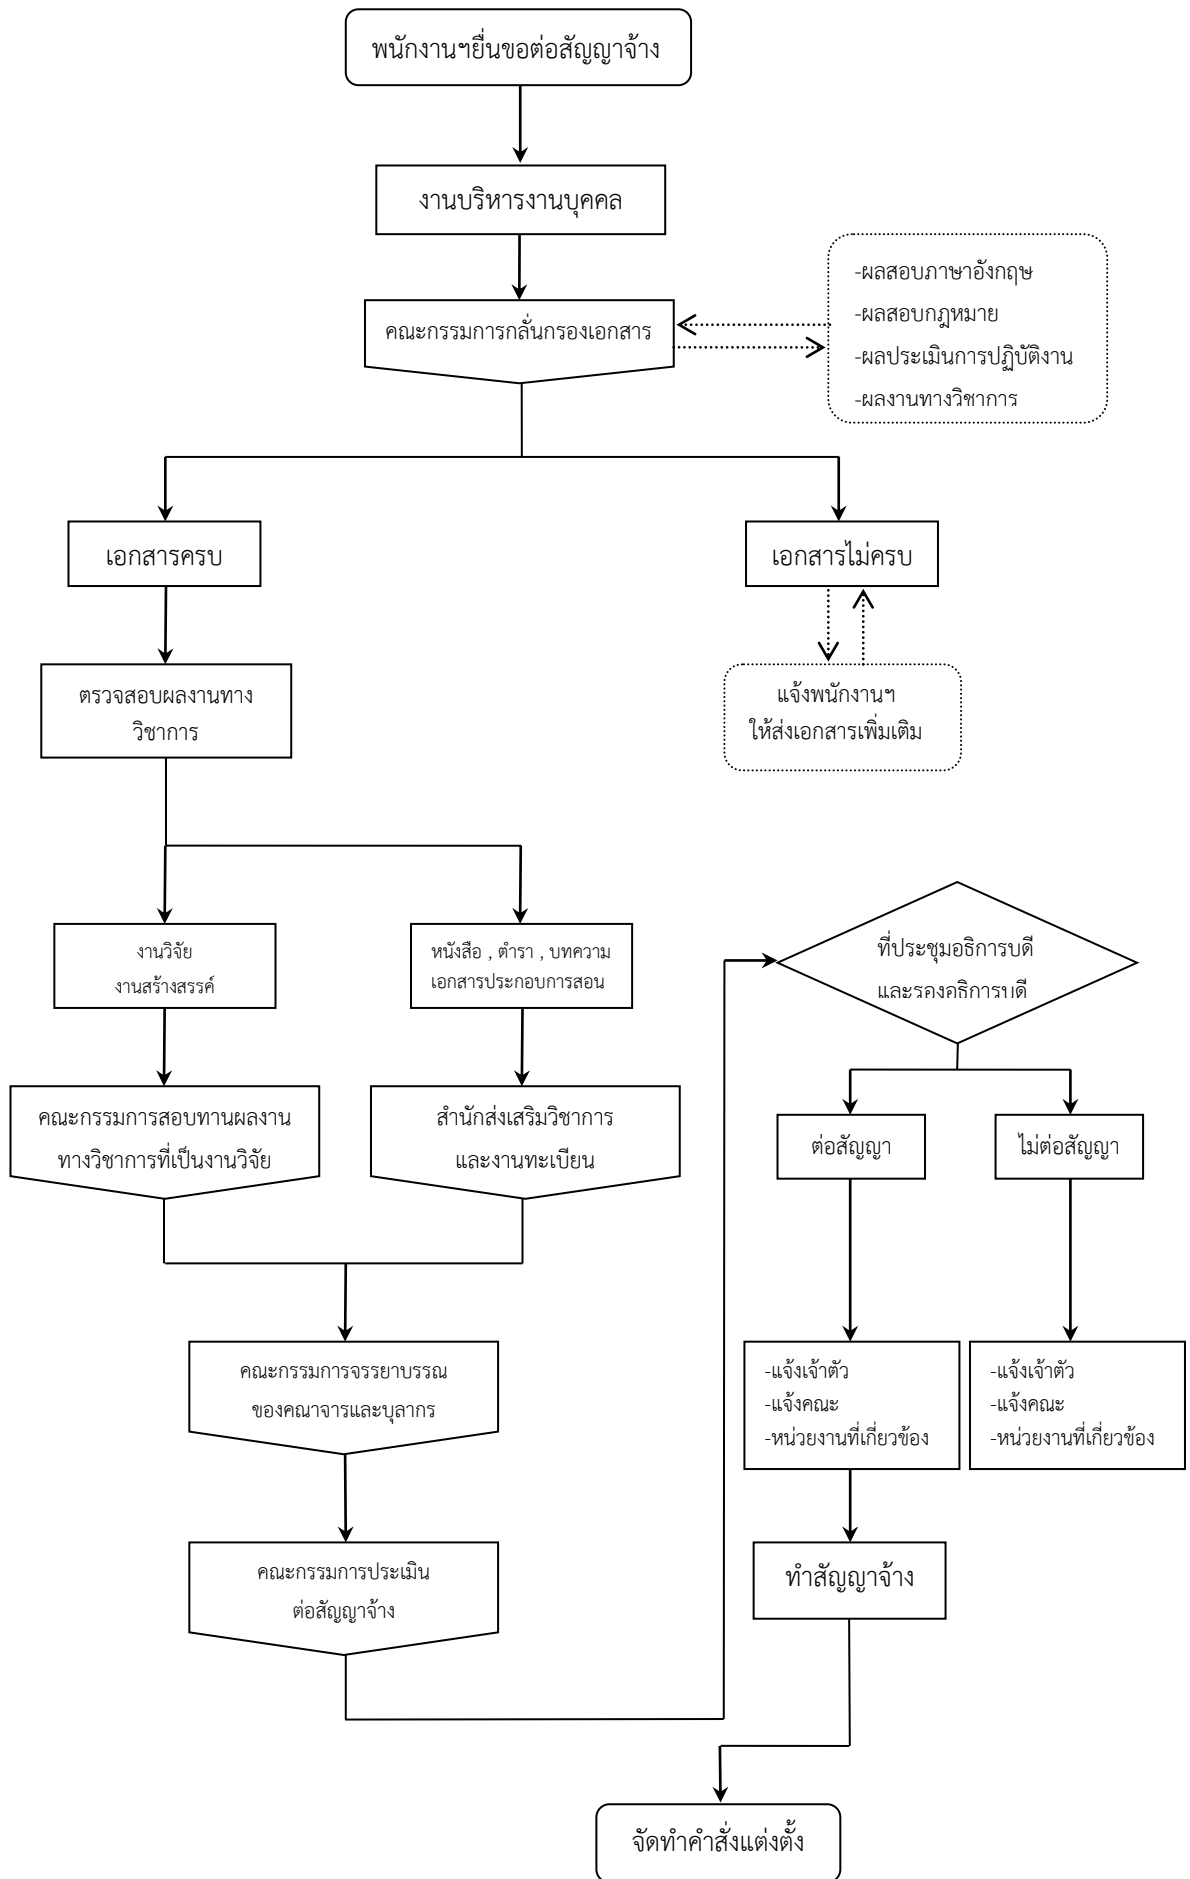 พนักงานฯยื่นขอต่อสัญญาจ้าง
งานบริหารงานบุคคล
คณะกรรมการกลั่นกรองเอกสาร
-ผลสอบภาษาอังกฤษ
-ผลสอบกฎหมาย
-ผลประเมินการปฏิบัติงาน
-ผลงานทางวิชาการ
เอกสารครบ
เอกสารไม่ครบ
ตรวจสอบผลงานทาง
วิชาการ
แจ้งพนักงานฯ
ให้ส่งเอกสารเพิ่มเติม
งานวิจัย
งานสร้างสรรค์
หนังสือ , ตำรา , บทความ
เอกสารประกอบการสอน
คณะกรรมการสอบทานผลงาน
ทางวิชาการที่เป็นงานวิจัย
สำนักส่งเสริมวิชาการ
และงานทะเบียน
คณะกรรมการจรรยาบรรณ
ของคณาจารและบุลากร
คณะกรรมการประเมิน
ต่อสัญญาจ้าง
ที่ประชุมอธิการบดี
และรองอธิการบดี
ต่อสัญญา
ไม่ต่อสัญญา
-แจ้งเจ้าตัว
-แจ้งคณะ
-หน่วยงานที่เกี่ยวข้อง
-แจ้งเจ้าตัว
-แจ้งคณะ
-หน่วยงานที่เกี่ยวข้อง
ทำสัญญาจ้าง
จัดทำคำสั่งแต่งตั้ง